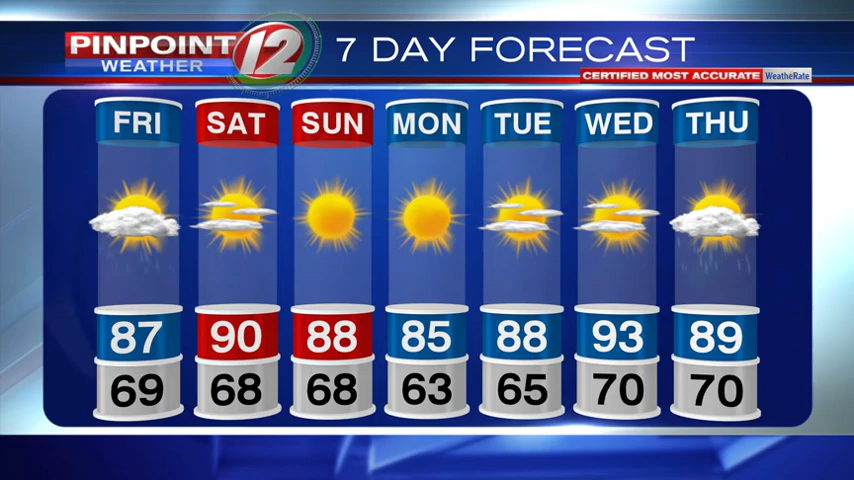 PINPOINT
WEATHER
12
7 DAY FORECAST
CERTIFIED MOST ACCURATE WeatheRate
FRI SAT SUN MON TUE WED THU
87 90 88 85 88 93 89
69 68 68 63 65 70 70